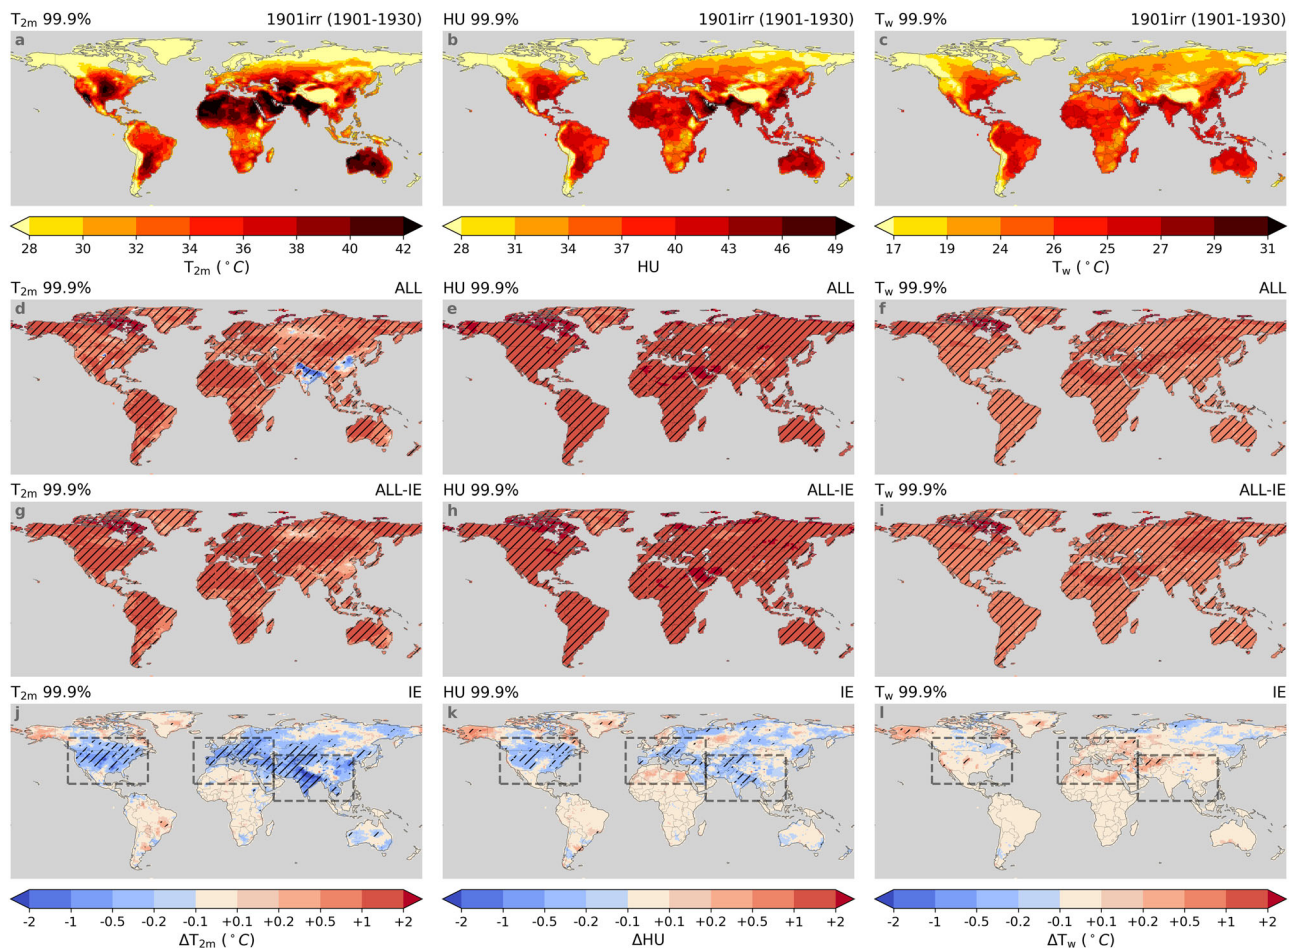 T2m 99.9% 1901irr (1901-1930) HU 99.9% 1901irr (1901-1930) Tw 99.9% 1901irr (1901-1930)
a b c
28 30 32 34 36 38 40 42 28 31 34 37 40 43 46 49 17 19 24 26 25 27 29 31
T2m (°C) HU Tw (°C)
T2m 99.9% ALL HU 99.9% ALL Tw 99.9% ALL
d e f
T2m 99.9% ALL-IE HU 99.9% ALL-IE Tw 99.9% ALL-IE
g h i
T2m 99.9% IE HU 99.9% IE Tw 99.9% IE
j k l
-2 -1 -0.5 -0.2 -0.1 +0.1 +0.2 +0.5 +1 +2 -2 -1 -0.5 -0.2 -0.1 +0.1 +0.2 +0.5 +1 +2 -2 -1 -0.5 -0.2 -0.1 +0.1 +0.2 +0.5 +1 +2
ΔT2m (°C) ΔHU ΔTw (°C)